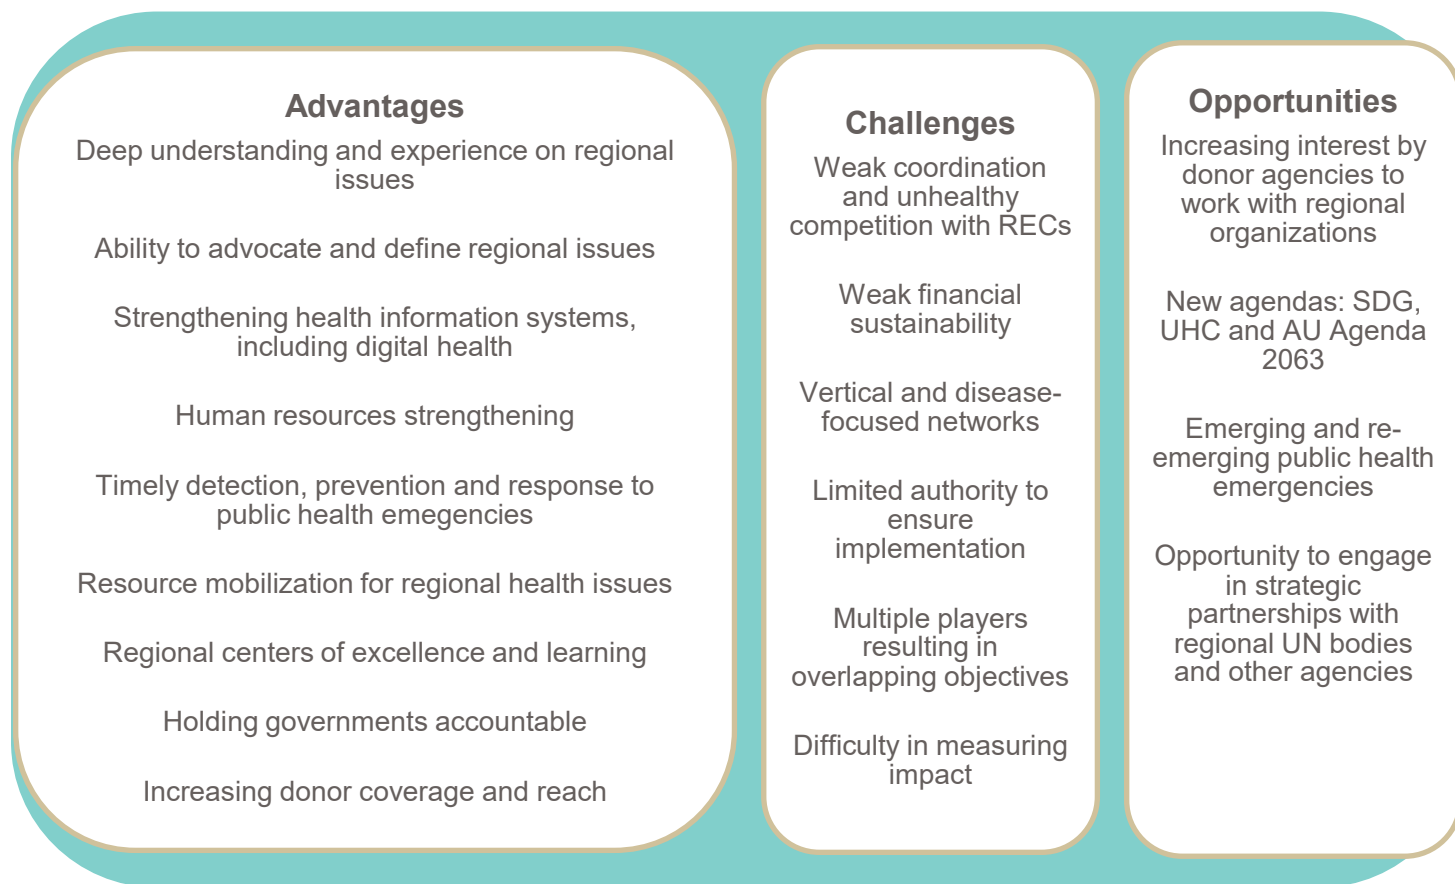 Advantages
Deep understanding and experience on regional
issues
Ability to advocate and define regional issues
Strengthening health information systems,
including digital health
Human resources strengthening
Timely detection, prevention and response to
public health emegencies
Resource mobilization for regional health issues
Regional centers of excellence and learning
Holding governments accountable
Increasing donor coverage and reach
Challenges
Weak coordination
and unhealthy
competition with RECs
Weak financial
sustainability
Vertical and disease-
focused networks
Limited authority to
ensure
implementation
Multiple players
resulting in
overlapping objectives
Difficulty in measuring
impact
Opportunities
Increasing interest by
donor agencies to
work with regional
organizations
New agendas: SDG,
UHC and AU Agenda
2063
Emerging and re-
emerging public health
emergencies
Opportunity to engage
in strategic
partnerships with
regional UN bodies
and other agencies